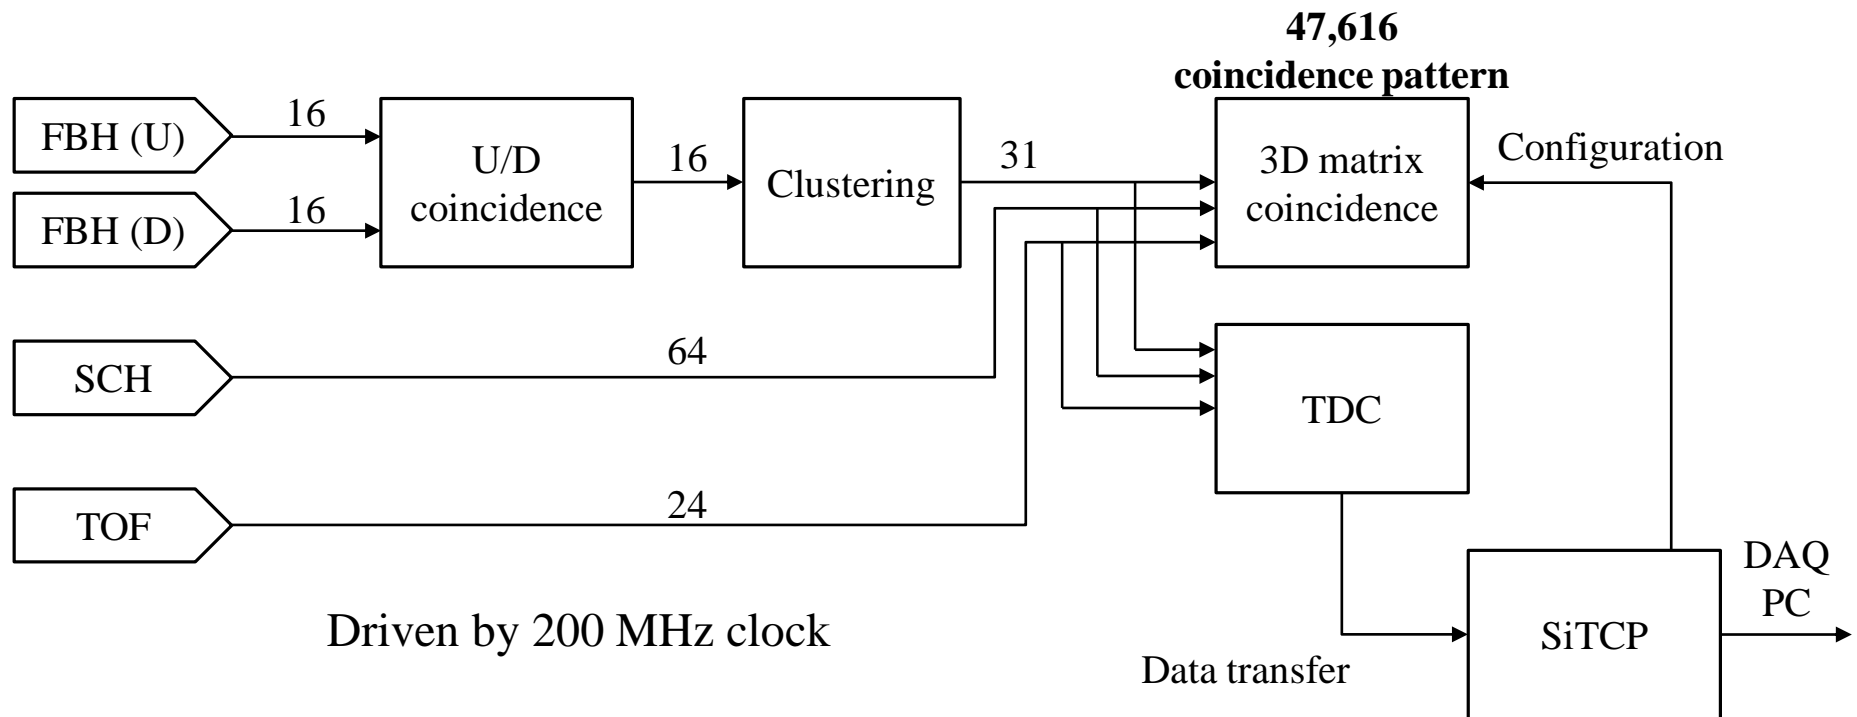 47,616
coincidence pattern
FBH (U)
16
U/D
coincidence
16
Clustering
31
3D matrix
coincidence
Configuration
FBH (D)
16
SCH
64
TDC
TOF
24
Driven by 200 MHz clock
Data transfer
SiTCP
DAQ
PC